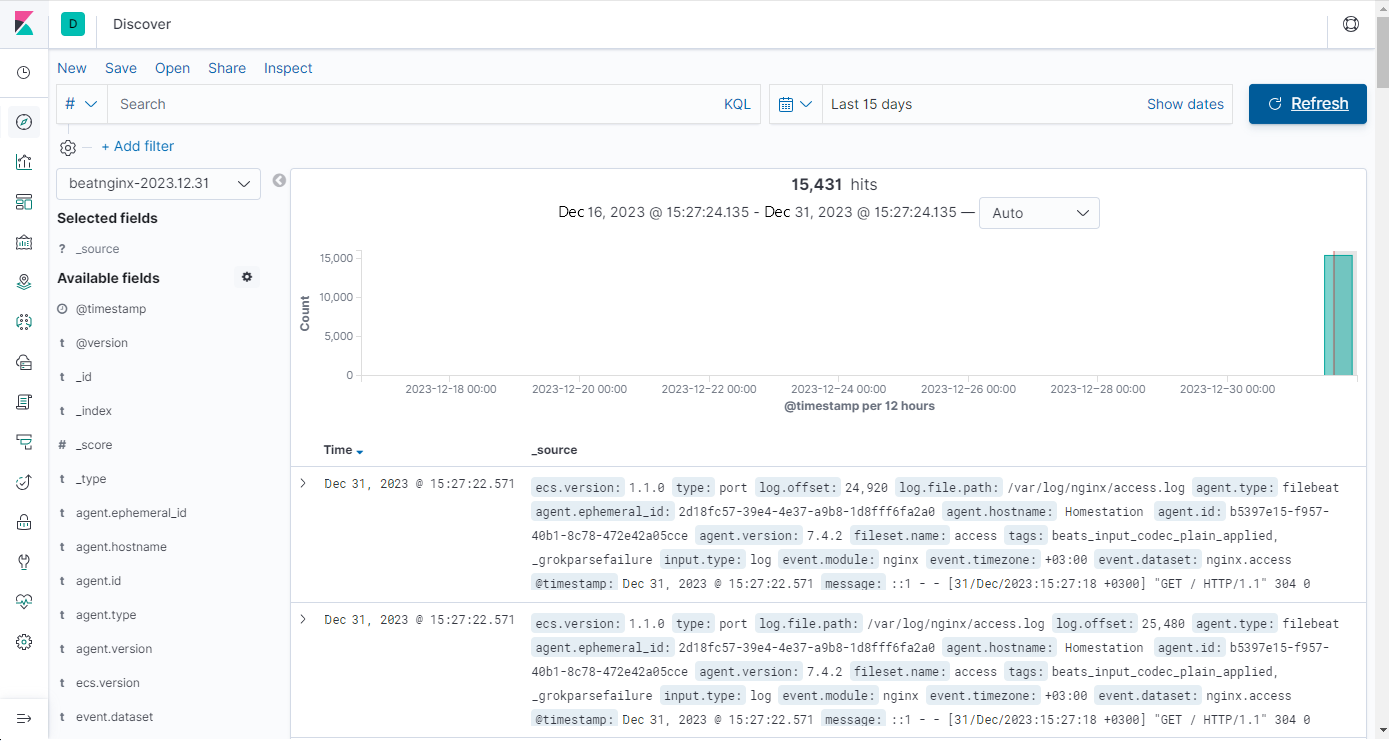 D Discover
New Save Open Share Inspect
# Search KQL Last 15 days Show dates Refresh
+ Add filter
beatnginx-2023.12.31
15,431 hits
Selected fields
Dec 16, 2023 @ 15:27:24.135 - Dec 31, 2023 @ 15:27:24.135 — Auto
? _source
Available fields
@timestamp
@version
_id
_index
_score
_type
agent.ephemeral_id
agent.hostname
agent.id
agent.type
agent.version
ecs.version
event.dataset
Count
15,000
10,000
5,000
0
2023-12-18 00:00 2023-12-20 00:00 2023-12-22 00:00 2023-12-24 00:00 2023-12-26 00:00 2023-12-28 00:00 2023-12-30 00:00
@timestamp per 12 hours
Time _source
Dec 31, 2023 @ 15:27:22.571 ecs.version: 1.1.0 type: port log.offset: 24,920 log.file.path: /var/log/nginx/access.log agent.type: filebeat
agent.ephemeral_id: 2d18fc57-39e4-4e37-a9b8-1d8fff6fa2a0 agent.hostname: Homestation agent.id: b5397e15-f957-
40b1-8c78-472e42a05cce agent.version: 7.4.2 fileset.name: access tags: beats_input_codec_plain_applied,
_grokparsefailure input.type: log event.module: nginx event.timezone: +03:00 event.dataset: nginx.access
@timestamp: Dec 31, 2023 @ 15:27:22.571 message: ::1 - - [31/Dec/2023:15:27:18 +0300] "GET / HTTP/1.1" 304 0
Dec 31, 2023 @ 15:27:22.571 ecs.version: 1.1.0 type: port log.file.path: /var/log/nginx/access.log log.offset: 25,480 agent.type: filebeat
agent.ephemeral_id: 2d18fc57-39e4-4e37-a9b8-1d8fff6fa2a0 agent.hostname: Homestation agent.id: b5397e15-f957-
40b1-8c78-472e42a05cce agent.version: 7.4.2 fileset.name: access tags: beats_input_codec_plain_applied,
_grokparsefailure input.type: log event.module: nginx event.timezone: +03:00 event.dataset: nginx.access
@timestamp: Dec 31, 2023 @ 15:27:22.571 message: ::1 - - [31/Dec/2023:15:27:18 +0300] "GET / HTTP/1.1" 304 0